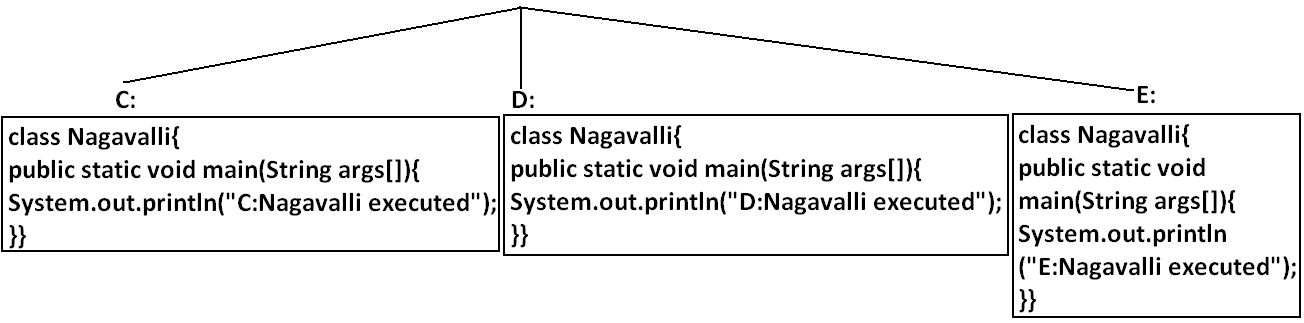 C:
class Nagavalli{
public static void main(String args[]){
System.out.println("C:Nagavalli executed");
}}
D:
class Nagavalli{
public static void main(String args[]){
System.out.println("D:Nagavalli executed");
}}
E:
class Nagavalli{
public static void
main(String args[]){
System.out.println
("E:Nagavalli executed");
}}